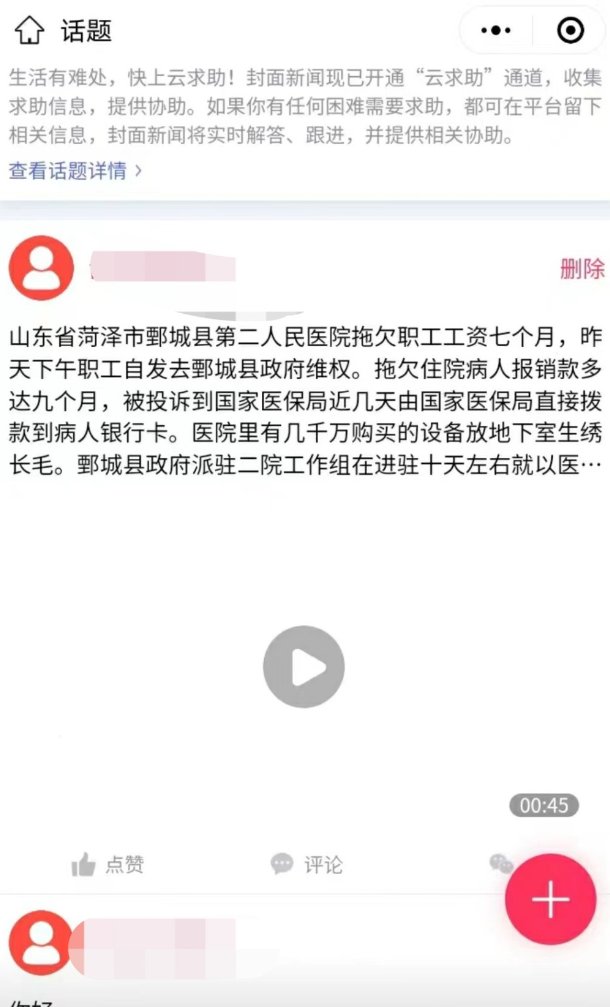 话题
生活有难处，快上云求助！封面新闻现已开通“云求助”通道，收集
求助信息，提供协助。如果你有任何困难需要求助，都可在平台留下
相关信息，封面新闻将实时解答、跟进，并提供相关协助。
查看话题详情 >
删除
山东省菏泽市鄄城县第二人民医院拖欠职工工资七个月，昨
天下午职工自发去鄄城县政府维权。拖欠住院病人报销款多
达九个月，被投诉到国家医保局近几天由国家医保局直接拨
款到病人银行卡。医院里有几千万购买的设备放地下室生绣
长毛。鄄城县政府派驻二院工作组在进驻十天左右就以医…
00:45
点赞
评论